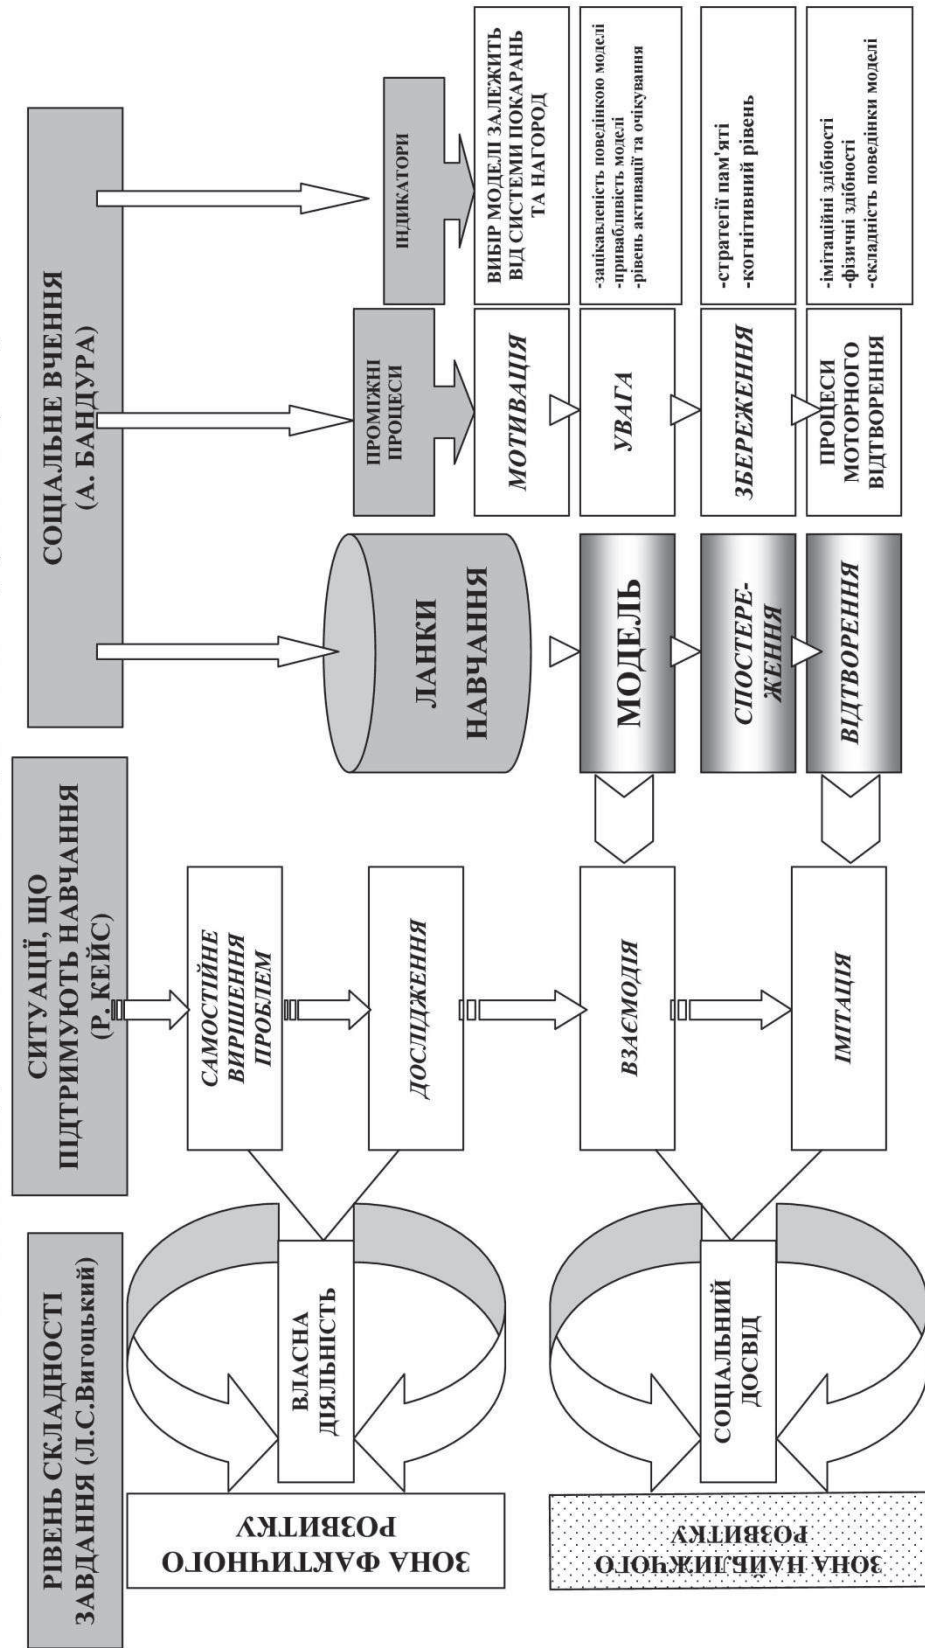 РІВЕНЬ СКЛАДНОСТІ
ЗАВДАННЯ (Л.С.Вигоцький)
СИТУАЦІЇ, ЩО
ПІДТРИМУЮТЬ НАВЧАННЯ
(Р. КЕЙС)
СОЦІАЛЬНЕ ВЧЕННЯ
(А. БАНДУРА)
ЗОНА ФАКТИЧНОГО
РОЗВИТКУ
ВЛАСНА
ДІЯЛЬНІСТЬ
САМОСТІЙНЕ
ВИРІШЕННЯ
ПРОБЛЕМ
ДОСЛІДЖЕННЯ
ЗОНА НАЙБЛИЖЧОГО
РОЗВИТКУ
СОЦІАЛЬНИЙ
ДОСВІД
ВЗАЄМОДІЯ
ІМІТАЦІЯ
ЛАНКИ
НАВЧАННЯ
МОДЕЛЬ
СПОСТЕРЕ-
ЖЕННЯ
ВІДТВОРЕННЯ
ПРОМІЖНІ
ПРОЦЕСИ
МОТИВАЦІЯ
УВАГА
ЗБЕРЕЖЕННЯ
ПРОЦЕСИ
МОТОРНОГО
ВІДТВОРЕННЯ
ІНДИКАТОРИ
ВИБІР МОДЕЛІ ЗАЛЕЖИТЬ
ВІД СИСТЕМИ ПОКАРАНЬ
ТА НАГОРОД
-зацікавленість поведінкою моделі
-привабливість моделі
-рівень активації та очікування
-стратегії пам'яті
-когнітивний рівень
-імітаційні здібності
-фізичні здібності
-складність поведінки моделі